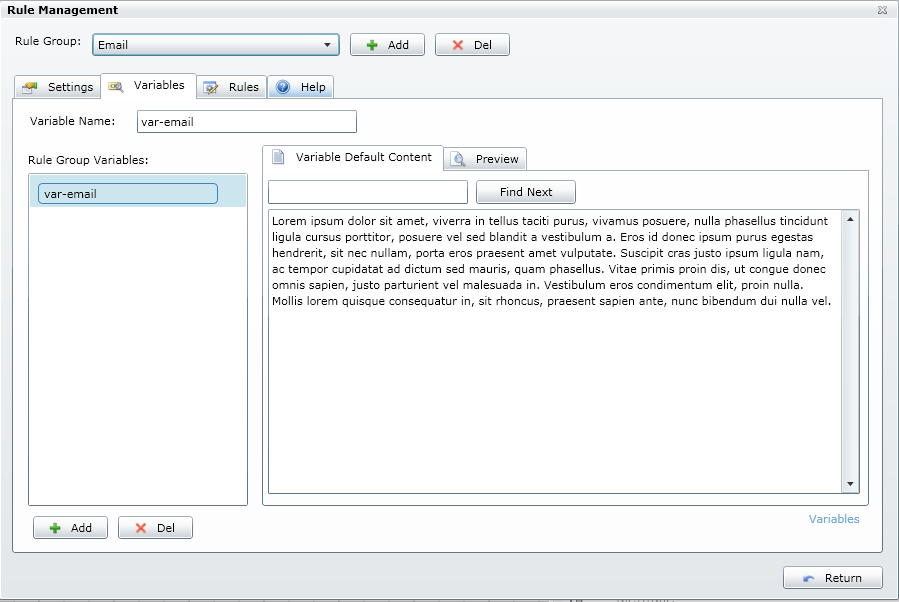 Rule Management
Rule Group:
Email
Add
Del
Settings
Variables
Rules
Help
Variable Name:
var-email
Rule Group Variables:
var-email
Variable Default Content
Preview
Find Next
Lorem ipsum dolor sit amet, viverra in tellus taciti purus, vivamus posuere, nulla phasellus tincidunt
ligula cursus porttitor, posuere vel sed blandit a vestibulum a. Eros id donec ipsum purus egestas
hendrerit, sit nec nullam, porta eros praesent amet vulputate. Suscipit cras justo ipsum ligula nam,
ac tempor cupidatat ad dictum sed mauris, quam phasellus. Vitae primis proin dis, ut congue donec
omnis sapien, justo parturient vel malesuada in. Vestibulum eros condimentum elit, proin nulla.
Mollis lorem quisque consequatur in, sit rhoncus, praesent sapien ante, nunc bibendum dui nulla vel.
Add
Del
Variables
Return